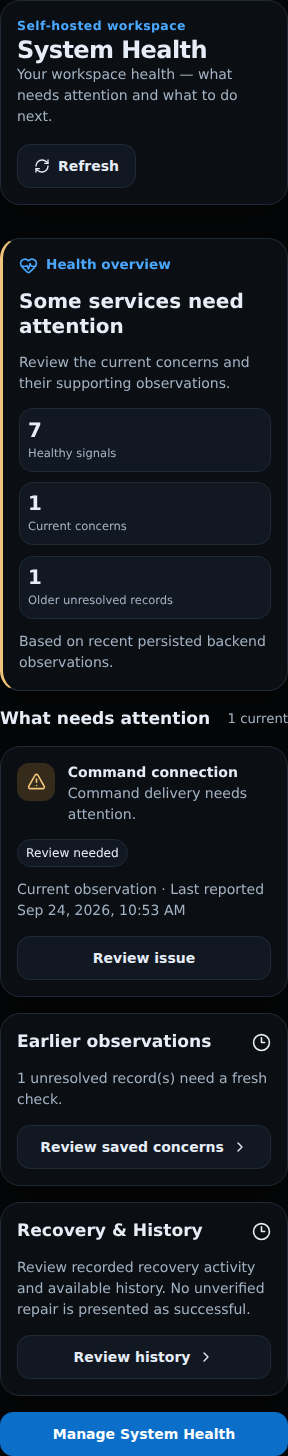 Self-hosted workspace
System Health
Your workspace health — what
needs attention and what to do
next.
Refresh
Health overview
Some services need
attention
Review the current concerns and
their supporting observations.
7
Healthy signals
1
Current concerns
1
Older unresolved records
Based on recent persisted backend
observations.
What needs attention 1 current
Command connection
Command delivery needs
attention.
Review needed
Current observation · Last reported
Sep 24, 2026, 10:53 AM
Review issue
Earlier observations
1 unresolved record(s) need a fresh
check.
Review saved concerns
Recovery & History
Review recorded recovery activity
and available history. No unverified
repair is presented as successful.
Review history
Manage System Health